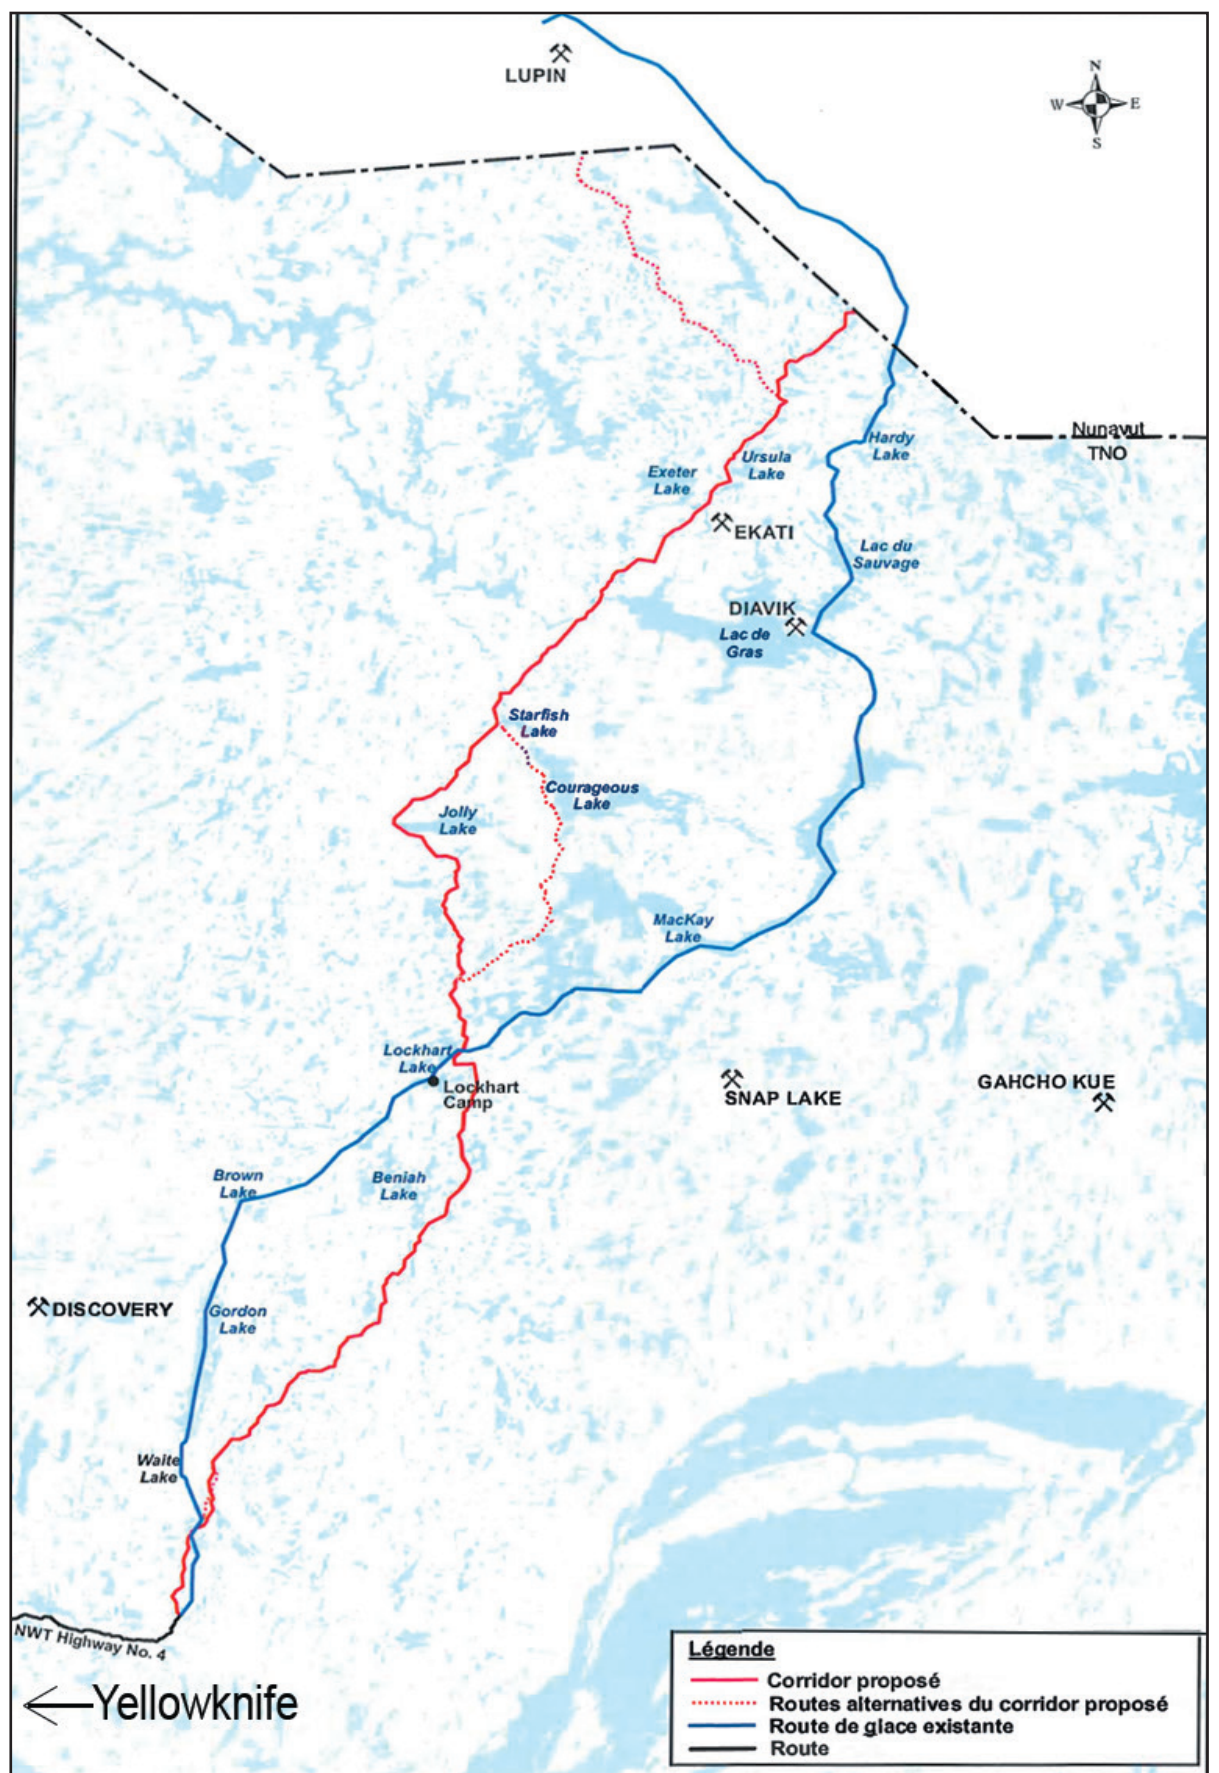 LUPIN
N
W
E
S
Nunavut
TNO
Hardy
Lake
Ursula
Lake
Exeter
Lake
EKATI
Lac du
Sauvage
DIAVIK
Lac de
Gras
Starfish
Lake
Courageous
Lake
Jolly
Lake
MacKay
Lake
Lockhart
Lake
Lockhart
Camp
SNAP LAKE
GAHCHO KUE
Brown
Lake
Beniah
Lake
DISCOVERY
Gordon
Lake
Waite
Lake
NWT Highway No. 4
Yellowknife
Légende
Corridor proposé
Routes alternatives du corridor proposé
Route de glace existante
Route